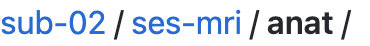 sub-02 / ses-mri / anat /